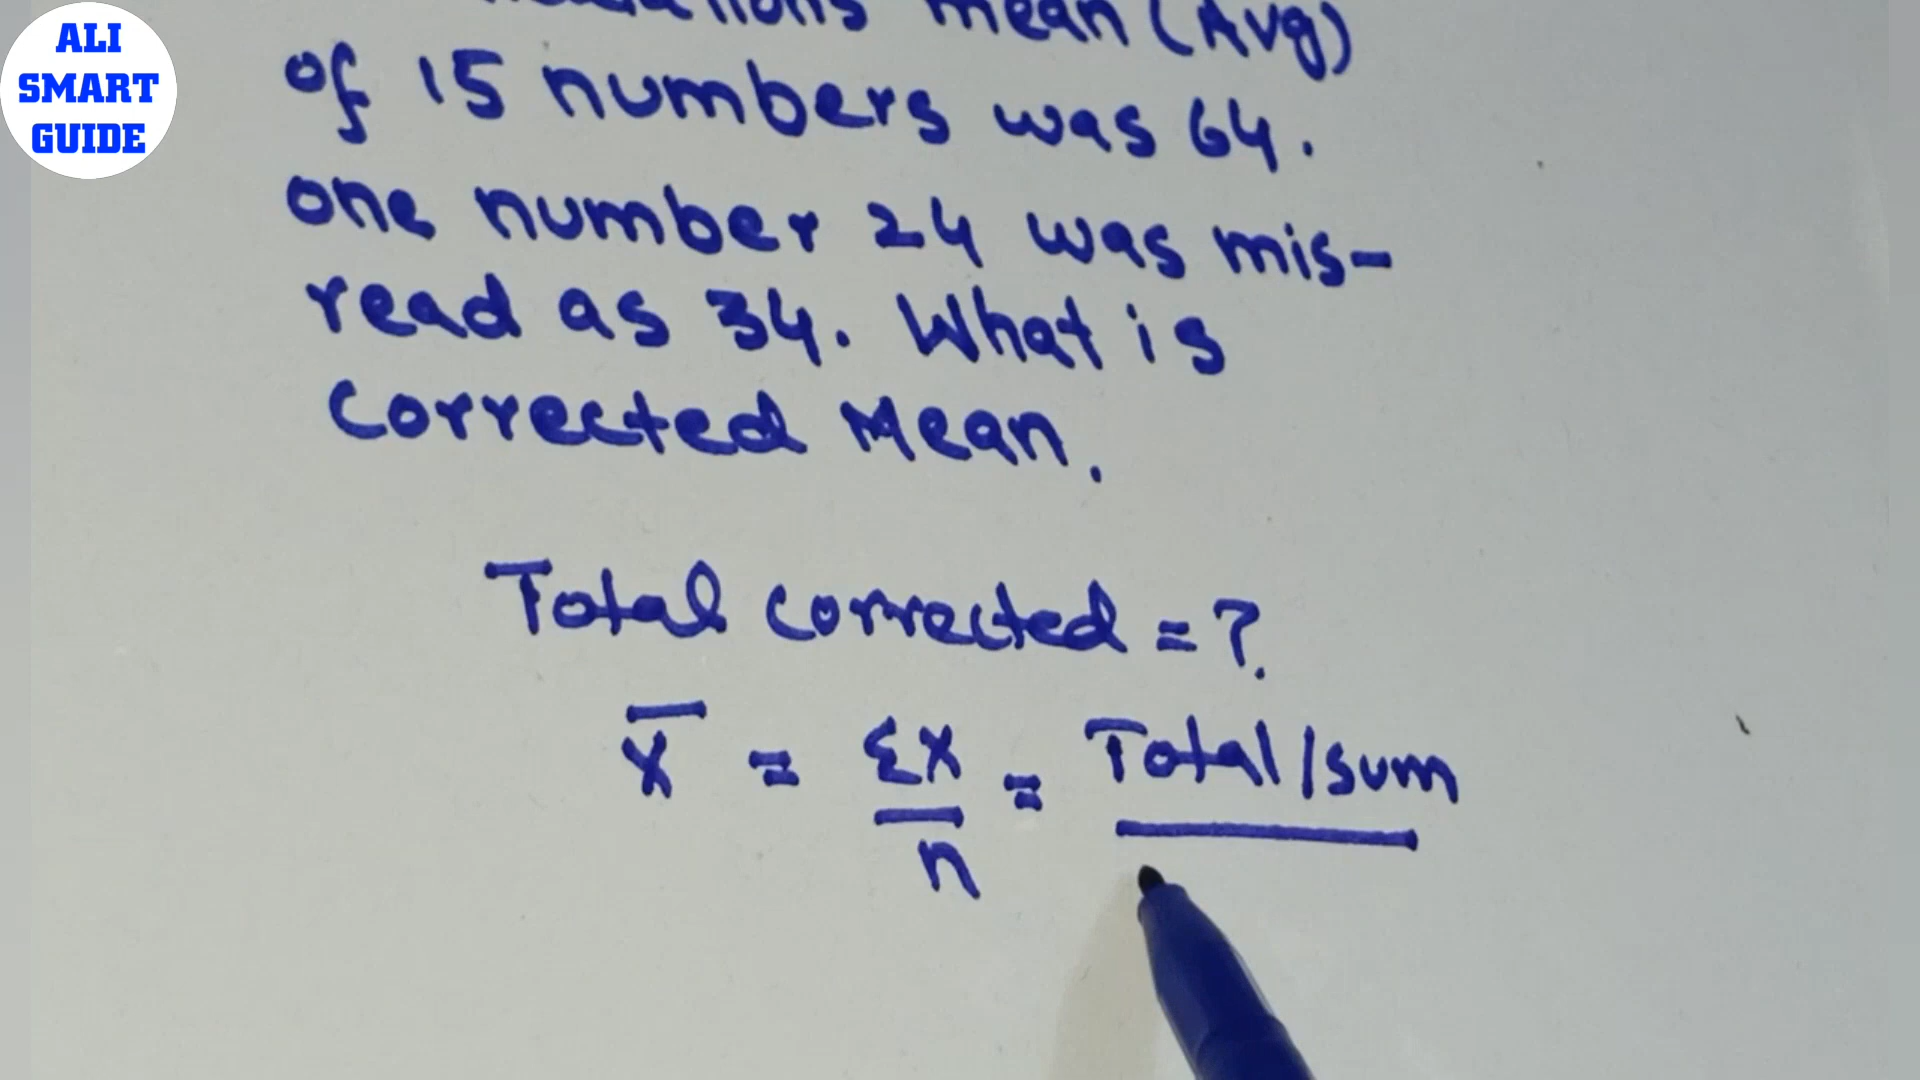 ALI
SMART
GUIDE
mean (Avg)
of 15 numbers was 64.
one number 24 was mis-
read as 34. What is
corrected Mean.
Total corrected = ?.
X̅ = Σx/n = Total/sum